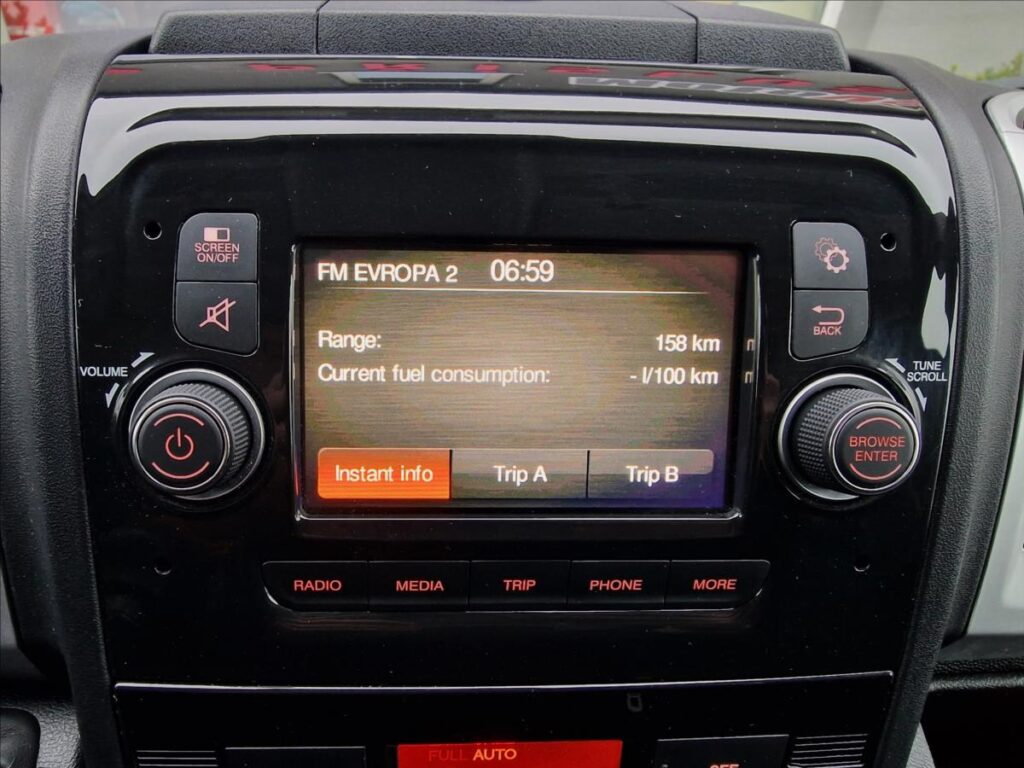 SCREEN
ON/OFF
FM EVROPA 2 06:59
Range: 158 km
Current fuel consumption: - l/100 km
Instant info Trip A Trip B
VOLUME
BACK
TUNE
SCROLL
BROWSE
ENTER
RADIO MEDIA TRIP PHONE MORE
FULL AUTO
OFF